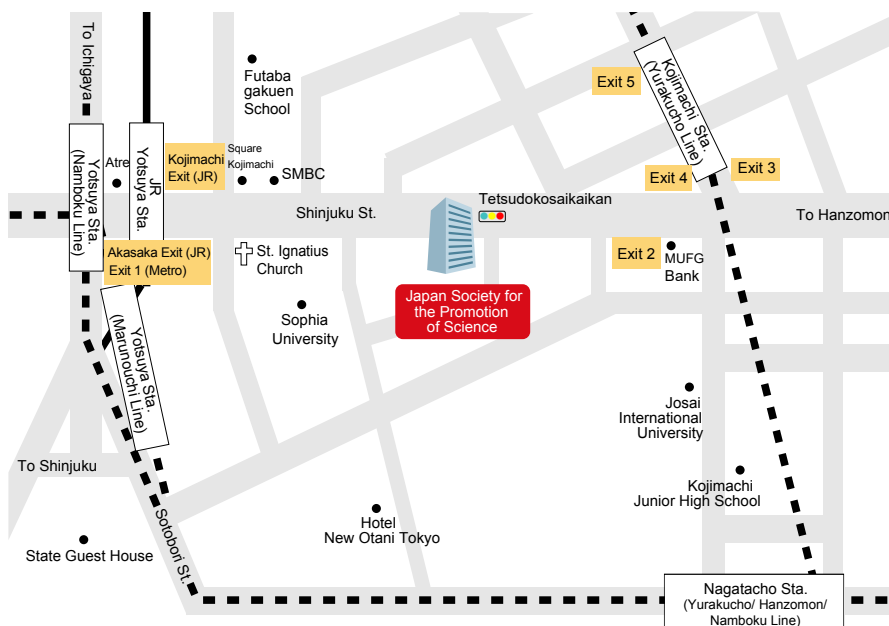 To Ichigaya
Futaba
gakuen
School
Kojimachi Sta.
(Yurakucho Line)
Exit 5
Yotsuya Sta.
(Namboku Line)
Atre
JR
Yotsuya Sta.
Kojimachi
Exit (JR)
Square
Kojimachi
SMBC
Exit 4
Exit 3
Shinjuku St.
Tetsudokosaikaikan
To Hanzomon
Akasaka Exit (JR)
Exit 1 (Metro)
St. Ignatius
Church
Exit 2
MUFG
Bank
Japan Society for
the Promotion
of Science
Sophia
University
Yotsuya Sta.
(Marunouchi Line)
Josai
International
University
To Shinjuku
Kojimachi
Junior High School
Sotobori St.
Hotel
New Otani Tokyo
State Guest House
Nagatacho Sta.
(Yurakucho/ Hanzomon/
Namboku Line)